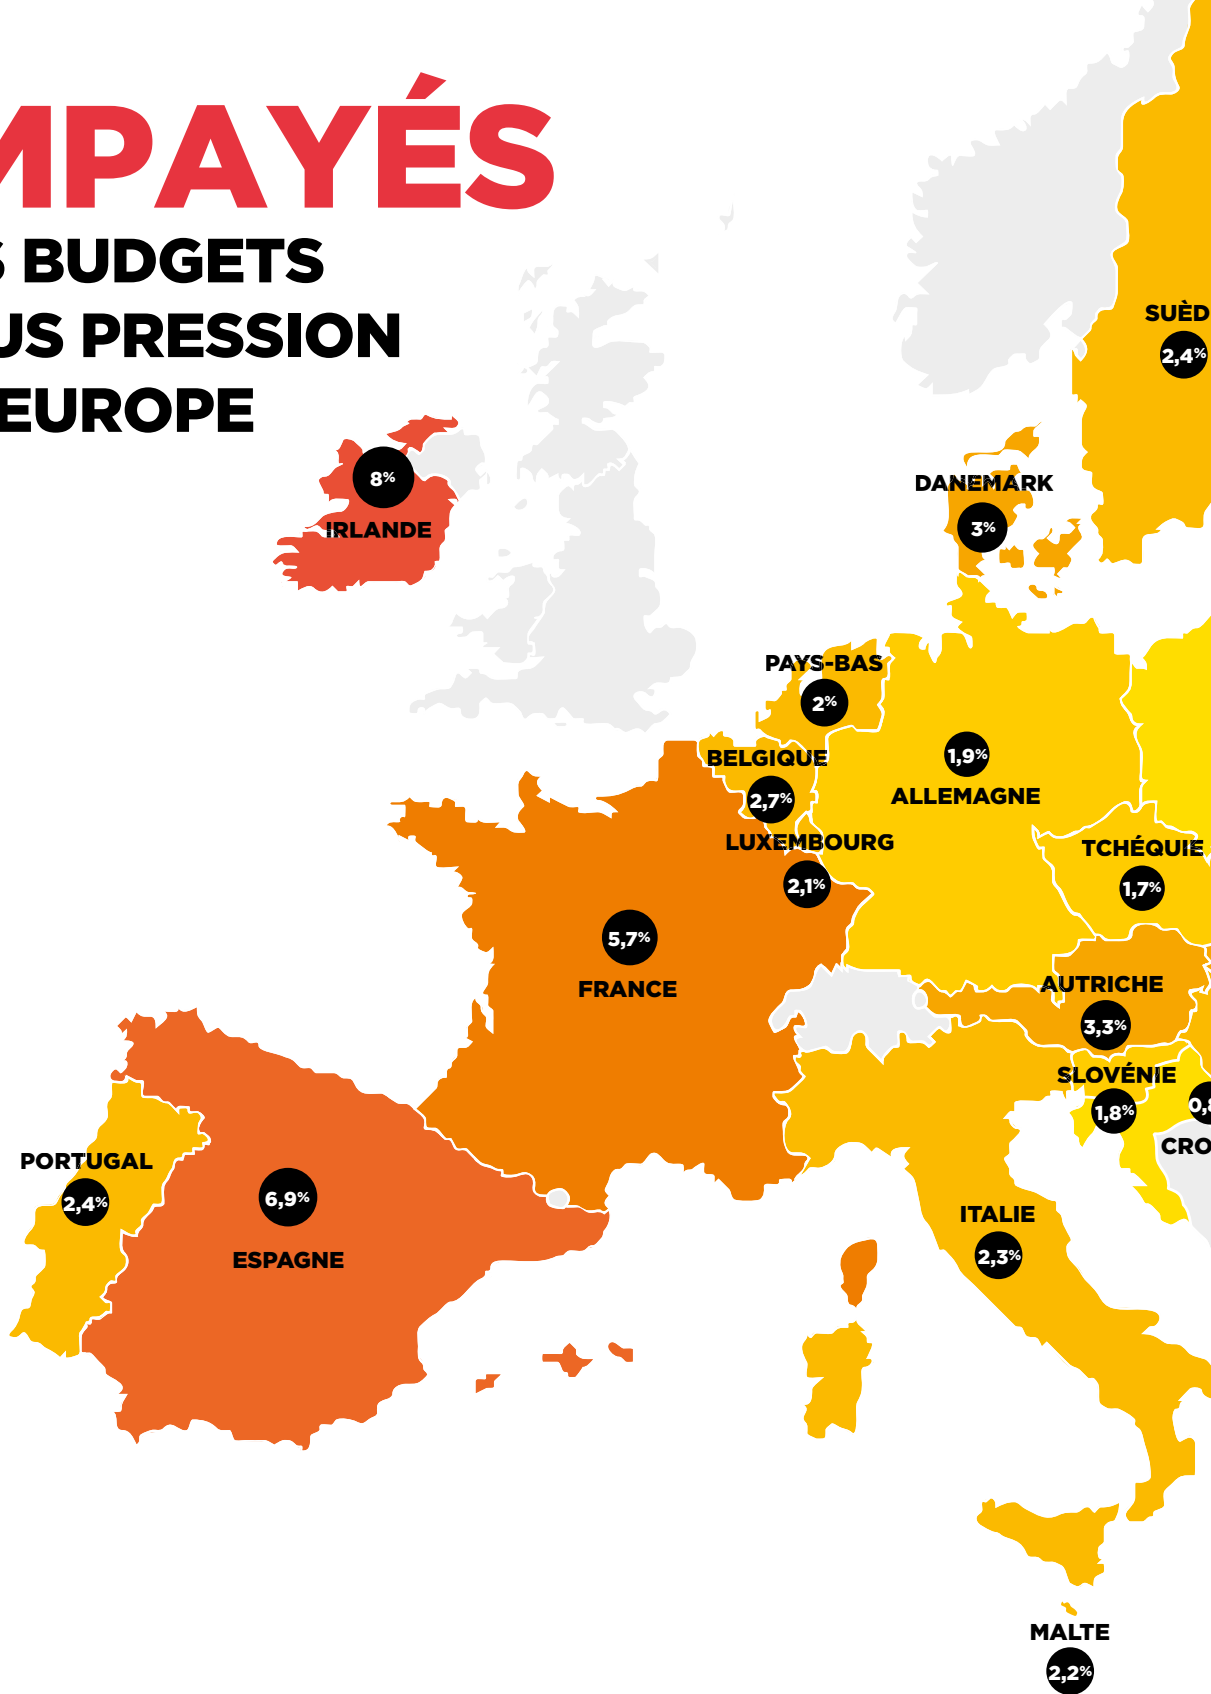 MPAYÉS
S BUDGETS
US PRESSION
EUROPE
SUÈD
2,4%
8%
IRLANDE
DANEMARK
3%
PAYS-BAS
2%
BELGIQUE
2,7%
1,9%
ALLEMAGNE
LUXEMBOURG
2,1%
TCHÉQUIE
1,7%
5,7%
FRANCE
AUTRICHE
3,3%
SLOVÉNIE
1,8%
0,8
CRO
PORTUGAL
2,4%
6,9%
ESPAGNE
ITALIE
2,3%
MALTE
2,2%